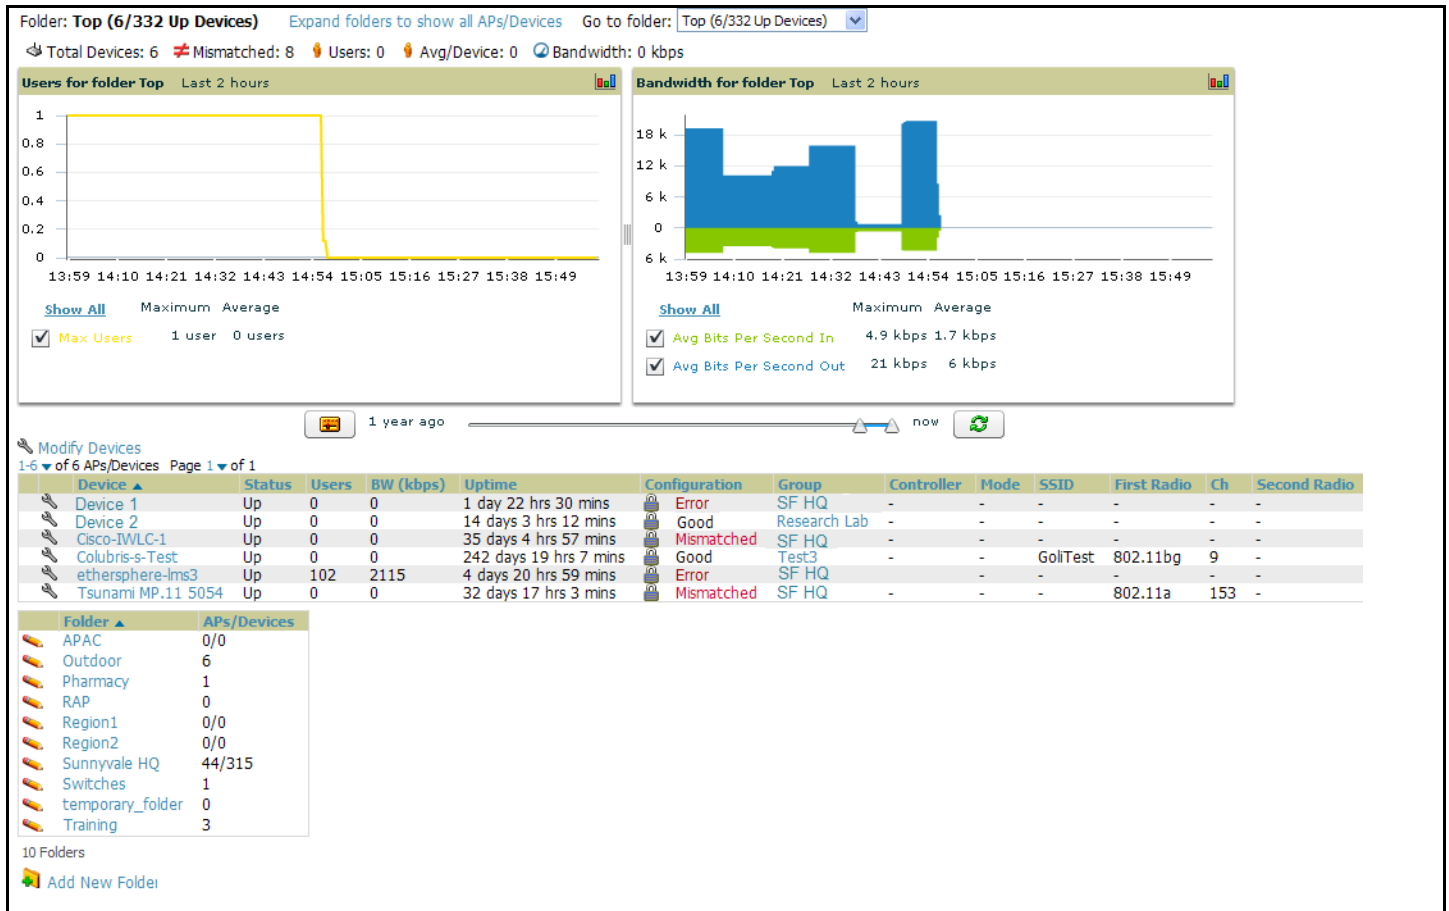 Folder: Top (6/332 Up Devices) Expand folders to show all APs/Devices Go to folder: Top (6/332 Up Devices)
Total Devices: 6 Mismatched: 8 Users: 0 Avg/Device: 0 Bandwidth: 0 kbps
Users for folder Top Last 2 hours
1
0.8
0.6
0.4
0.2
0
13:59 14:10 14:21 14:32 14:43 14:54 15:05 15:16 15:27 15:38 15:49
Show All Maximum Average
Max Users 1 user 0 users
Bandwidth for folder Top Last 2 hours
18 k
12 k
6 k
0
6 k
13:59 14:10 14:21 14:32 14:43 14:54 15:05 15:16 15:27 15:38 15:49
Show All Maximum Average
Avg Bits Per Second In 4.9 kbps 1.7 kbps
Avg Bits Per Second Out 21 kbps 6 kbps
1 year ago now
Modify Devices
1-6 of 6 APs/Devices Page 1 of 1
Device Status Users BW (kbps) Uptime Configuration Group Controller Mode SSID First Radio Ch Second Radio
Device 1 Up 0 0 1 day 22 hrs 30 mins Error SF HQ - - - - - -
Device 2 Up 0 0 14 days 3 hrs 12 mins Good Research Lab - - - - - -
Cisco-IWLC-1 Up 0 0 35 days 4 hrs 57 mins Mismatched SF HQ - - - - - -
Colubris-s-Test Up 0 0 242 days 19 hrs 7 mins Good Test3 - - GoliTest 802.11bg 9 -
ethersphere-lms3 Up 102 2115 4 days 20 hrs 59 mins Error SF HQ - - - - -
Tsunami MP.11 5054 Up 0 0 32 days 17 hrs 3 mins Mismatched SF HQ - - - 802.11a 153 -
Folder APs/Devices
APAC 0/0
Outdoor 6
Pharmacy 1
RAP 0
Region1 0/0
Region2 0/0
Sunnyvale HQ 44/315
Switches 1
temporary_folder 0
Training 3
10 Folders
Add New Folder